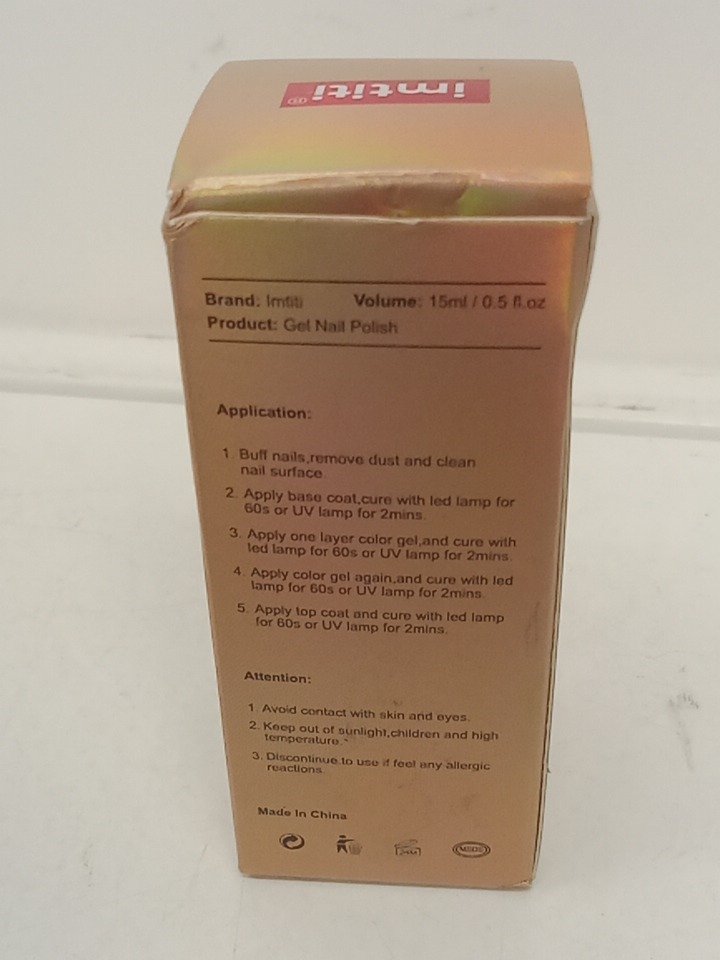 imtiti®
Brand: Imtiti Volume: 15ml / 0.5 fl.oz
Product: Gel Nail Polish
Application:
1. Buff nails,remove dust and clean
nail surface.
2. Apply base coat,cure with led lamp for
60s or UV lamp for 2mins.
3. Apply one layer color gel,and cure with
led lamp for 60s or UV lamp for 2mins.
4. Apply color gel again,and cure with led
lamp for 60s or UV lamp for 2mins.
5. Apply top coat and cure with led lamp
for 60s or UV lamp for 2mins.
Attention:
1. Avoid contact with skin and eyes.
2. Keep out of sunlight,children and high
temperature.
3. Discontinue to use if feel any allergic
reactions.
Made In China